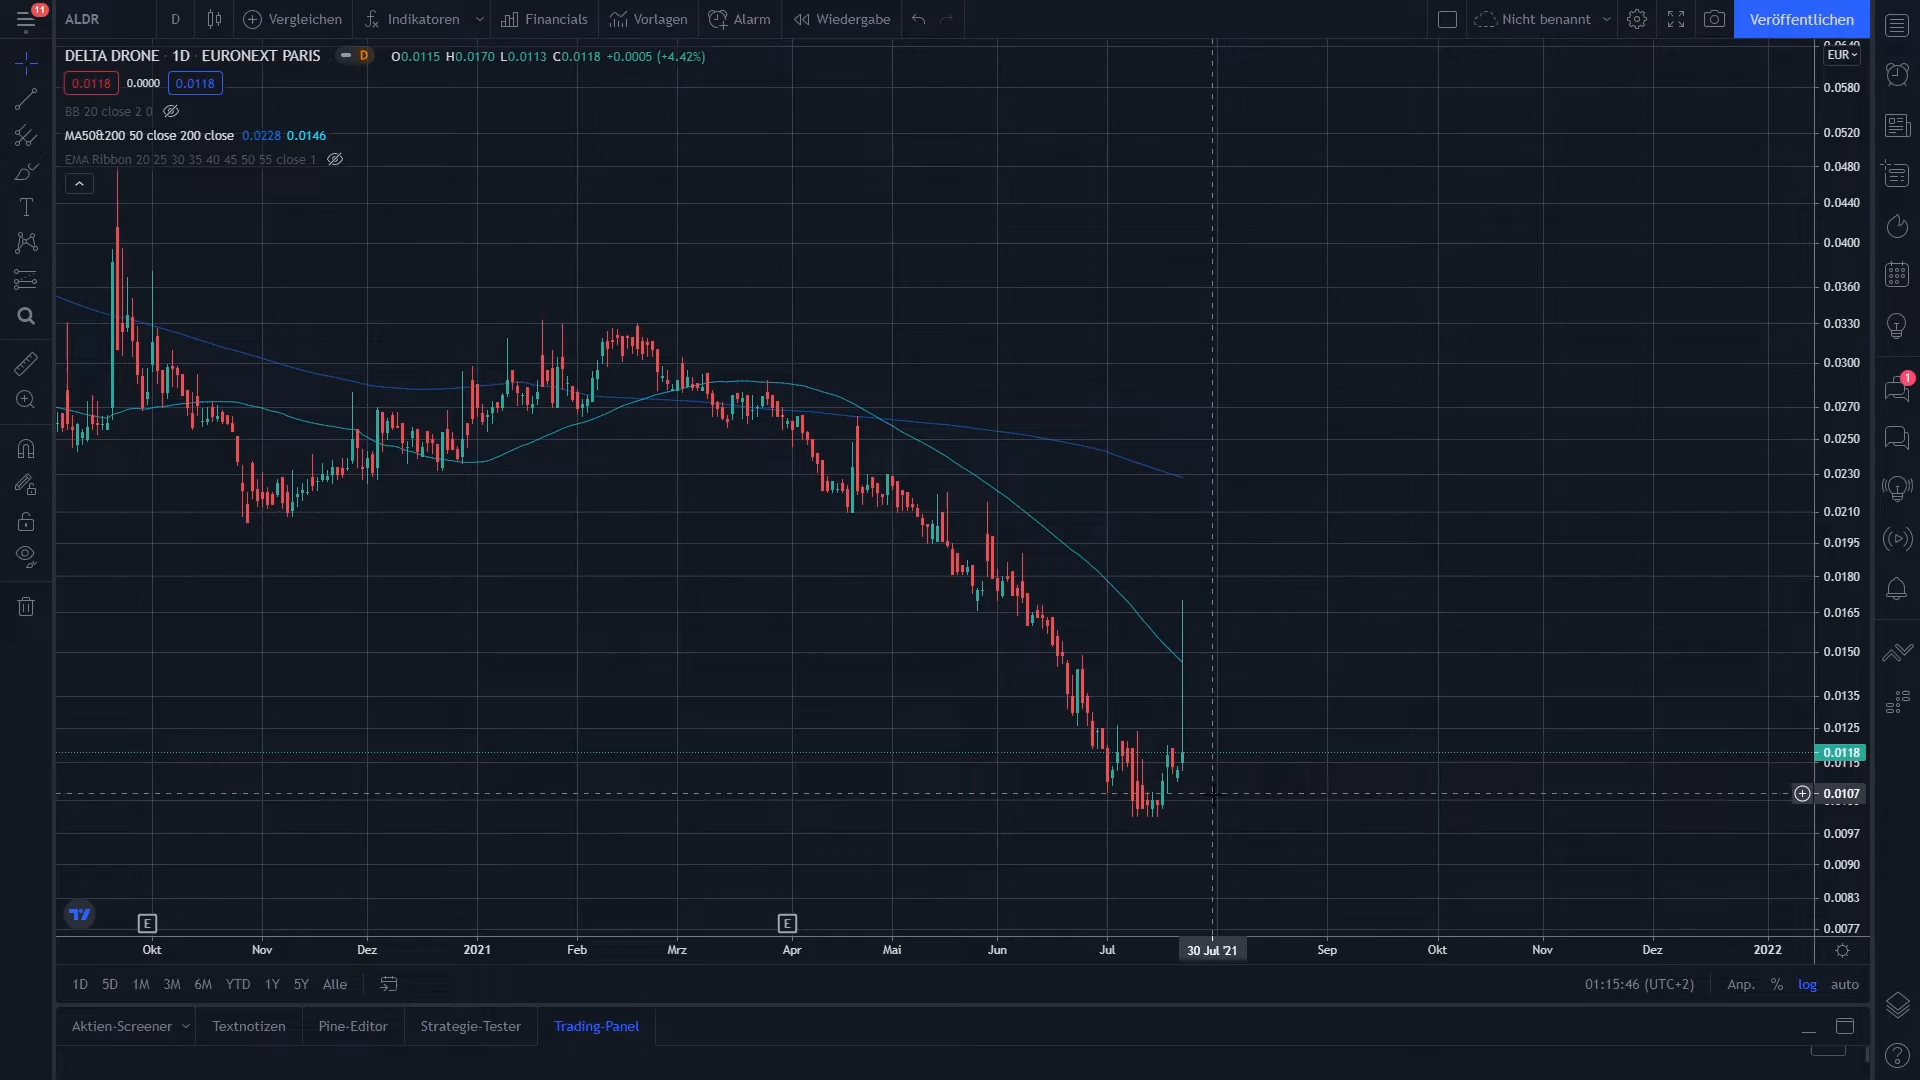 11
ALDR
D
Vergleichen
Indikatoren
Financials
Vorlagen
Alarm
Wiedergabe
Nicht benannt
Veröffentlichen
DELTA DRONE · 1D · EURONEXT PARIS
D
O0.0115 H0.0170 L0.0113 C0.0118 +0.0005 (+4.42%)
EUR
0.0118
0.0000
0.0118
BB 20 close 2 0
MA50&200 50 close 200 close 0.0228 0.0146
EMA Ribbon 20 25 30 35 40 45 50 55 close 1
0.0580
0.0520
0.0480
0.0440
0.0400
0.0360
0.0330
0.0300
0.0270
0.0250
0.0230
0.0210
0.0195
0.0180
0.0165
0.0150
0.0135
0.0125
0.0118
0.0115
0.0107
0.0097
0.0090
0.0083
0.0077
1
E
E
Okt
Nov
Dez
2021
Feb
Mrz
Apr
Mai
Jun
Jul
30 Jul '21
Sep
Okt
Nov
Dez
2022
1D 5D 1M 3M 6M YTD 1Y 5Y Alle
01:15:46 (UTC+2)
Anp. % log auto
Aktien-Screener
Textnotizen
Pine-Editor
Strategie-Tester
Trading-Panel